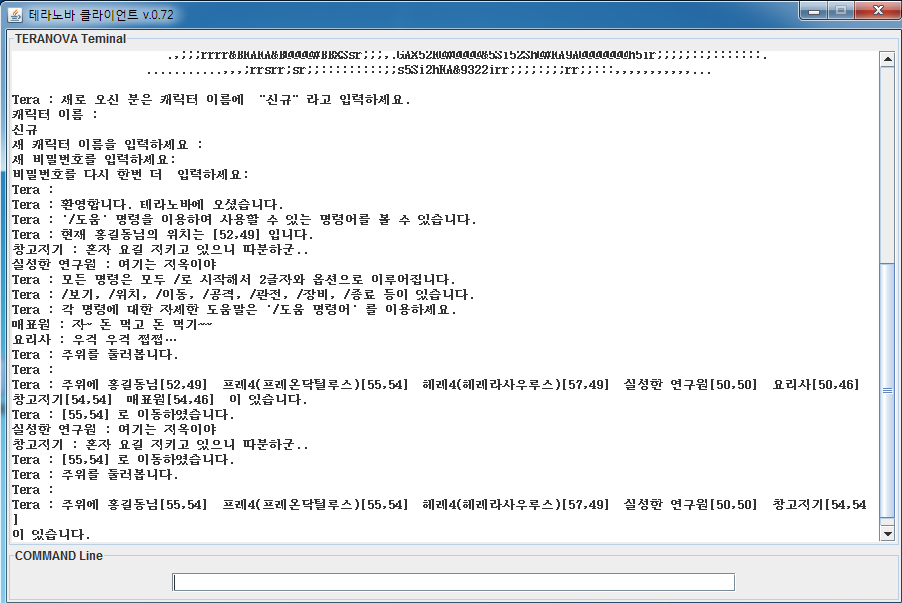 테라노바 클라이언트 v.0.72
TERANOVA Teminal
Tera : 새로 오신 분은 캐릭터 이름에  "신규" 라고 입력하세요.
캐릭터 이름 :
신규
새 캐릭터 이름을 입력하세요 :
새 비밀번호를 입력하세요:
비밀번호를 다시 한번 더  입력하세요:
Tera :
Tera : 환영합니다. 테라노바에 오셨습니다.
Tera : '/도움' 명령을 이용하여 사용할 수 있는 명령어를 볼 수 있습니다.
Tera : 현재 홍길동님의 위치는 [52,49] 입니다.
창고지기 : 혼자 요길 지키고 있으니 따분하군..
실성한 연구원 : 여기는 지옥이야
Tera : 모든 명령은 모두 /로 시작해서 2글자와 옵션으로 이루어집니다.
Tera : /보기, /위치, /이동, /공격, /관전, /장비, /종료 등이 있습니다.
Tera : 각 명령에 대한 자세한 도움말은 '/도움 명령어' 를 이용하세요.
매표원 : 자~ 돈 먹고 돈 먹기~~
요리사 : 우걱 우걱 쩝쩝…
Tera : 주위를 둘러봅니다.
Tera :
Tera : 주위에 홍길동님[52,49]  프레4(프레온닥틸루스)[55,54]  헤레4(헤레라사우루스)[57,49]  실성한 연구원[50,50]  요리사[50,46]
창고지기[54,54]  매표원[54,46]  이 있습니다.
Tera : [55,54] 로 이동하였습니다.
실성한 연구원 : 여기는 지옥이야
창고지기 : 혼자 요길 지키고 있으니 따분하군..
Tera : [55,54] 로 이동하였습니다.
Tera : 주위를 둘러봅니다.
Tera :
Tera : 주위에 홍길동님[55,54]  프레4(프레온닥틸루스)[55,54]  헤레4(헤레라사우루스)[57,49]  실성한 연구원[50,50]  창고지기[54,54
]
이 있습니다.
COMMAND Line